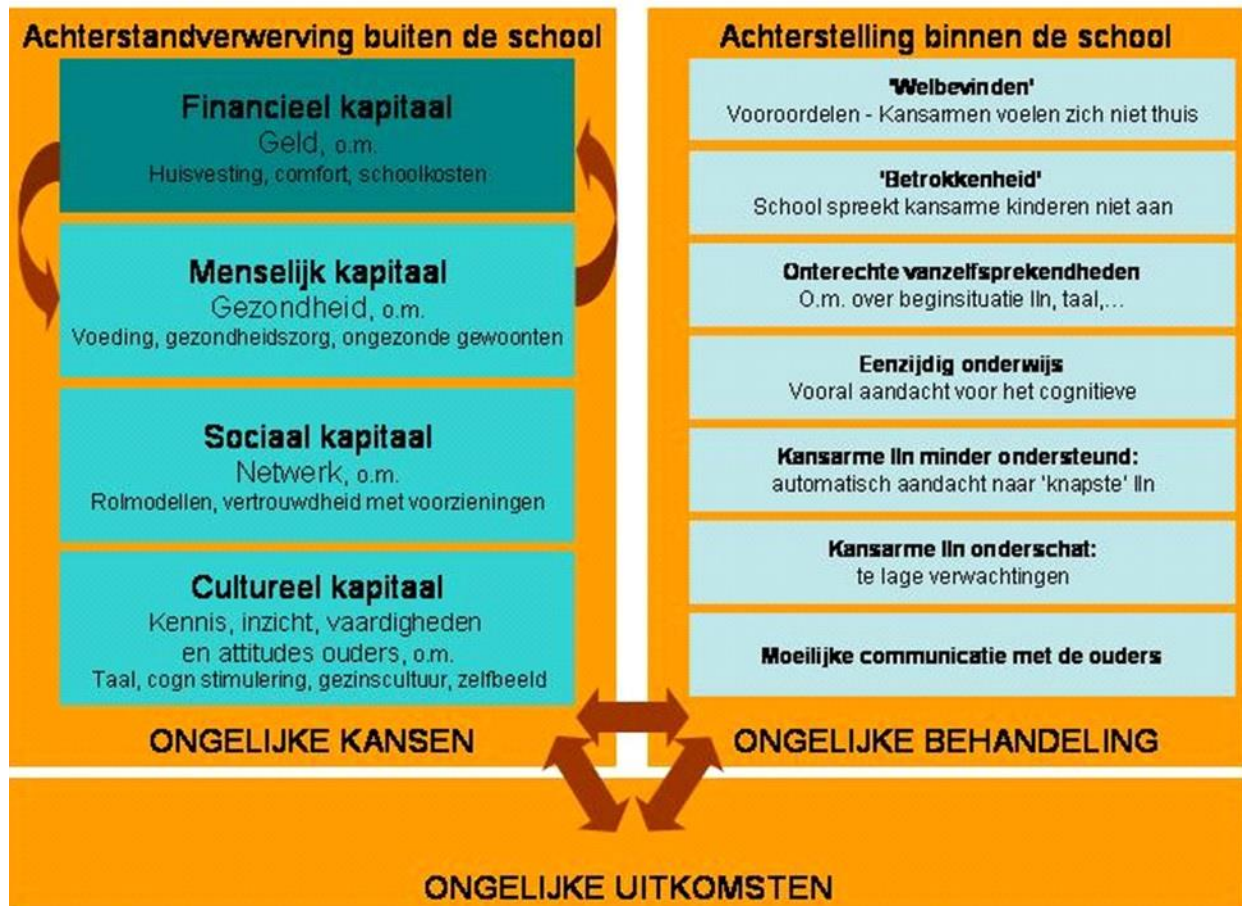 Achterstandverwerving buiten de school
Financieel kapitaal
Geld, o.m.
Huisvesting, comfort, schoolkosten
Menselijk kapitaal
Gezondheid, o.m.
Voeding, gezondheidszorg, ongezonde gewoonten
Sociaal kapitaal
Netwerk, o.m.
Rolmodellen, vertrouwdheid met voorzieningen
Cultureel kapitaal
Kennis, inzicht, vaardigheden
en attitudes ouders, o.m.
Taal, cogn stimulering, gezinscultuur, zelfbeeld
ONGELIJKE KANSEN
Achterstelling binnen de school
'Welbevinden'
Vooroordelen - Kansarmen voelen zich niet thuis
'Betrokkenheid'
School spreekt kansarme kinderen niet aan
Onterechte vanzelfsprekendheden
O.m. over beginsituatie lln, taal,...
Eenzijdig onderwijs
Vooral aandacht voor het cognitieve
Kansarme lln minder ondersteund:
automatisch aandacht naar 'knapste' lln
Kansarme lln onderschat:
te lage verwachtingen
Moeilijke communicatie met de ouders
ONGELIJKE BEHANDELING
ONGELIJKE UITKOMSTEN